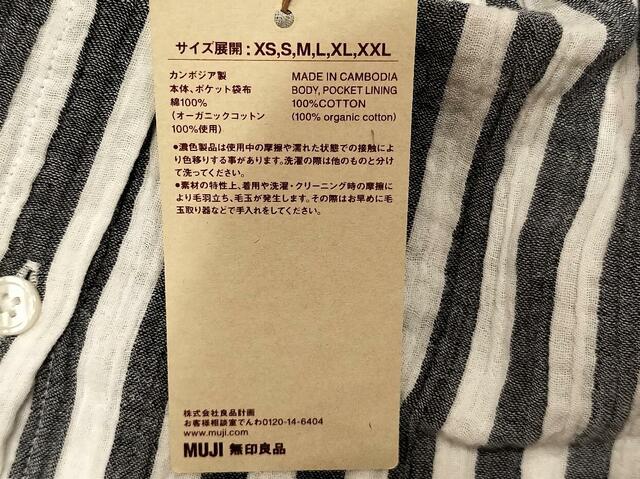 サイズ展開：XS,S,M,L,XL,XXL
カンボジア製
本体、ポケット袋布
綿100%
（オーガニックコットン
100%使用）
MADE IN CAMBODIA
BODY, POCKET LINING
100%COTTON
(100% organic cotton)
●濃色製品は使用中の摩擦や濡れた状態での接触によ
り色移りする事があります。洗濯の際は他のものと分け
て洗ってください。
●素材の特性上、着用や洗濯・クリーニング時の摩擦に
より毛羽立ち、毛玉が発生します。その際はお早めに毛
玉取り器などで手入れをしてください。
株式会社良品計画
お客様相談室でんわ0120-14-6404
www.muji.com
MUJI 無印良品